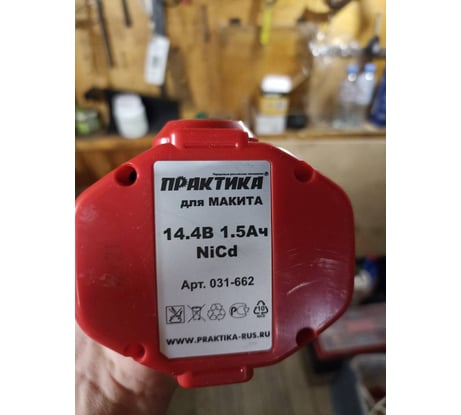 ПРАКТИКА
для МАКИТА
14.4В 1.5Ач
NiCd
Арт. 031-662
WWW.PRAKTIKA-RUS.RU